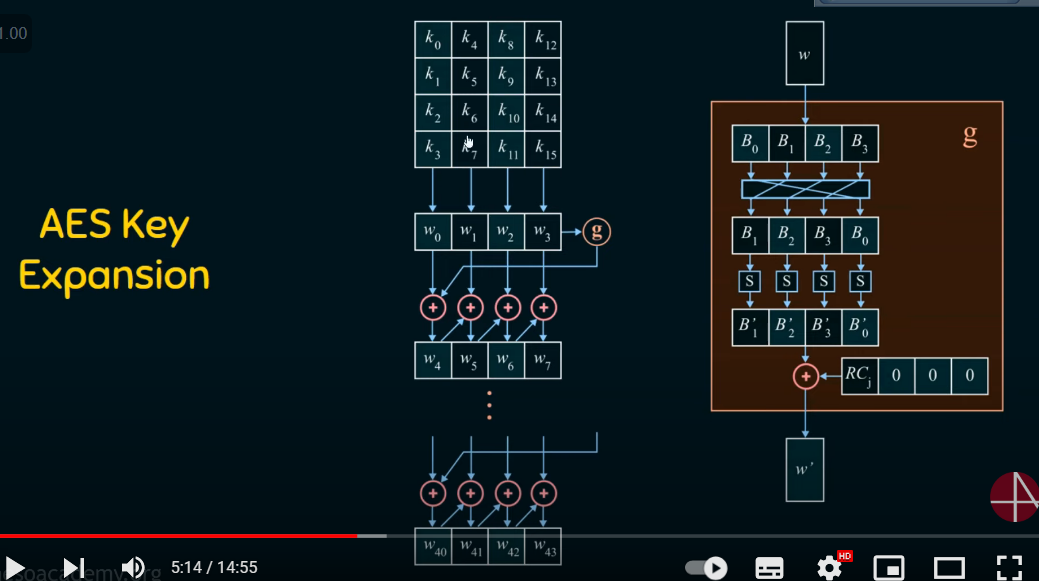 1.00
AES Key
Expansion
k0 k4 k8 k12
k1 k5 k9 k13
k2 k6 k10 k14
k3 k7 k11 k15
w0 w1 w2 w3 g
+ + + +
w4 w5 w6 w7
+ + + +
w40 w41 w42 w43
w
g
B0 B1 B2 B3
B1 B2 B3 B0
S S S S
B'1 B'2 B'3 B'0
+ RCj 0 0 0
w'
5:14 / 14:55
HD